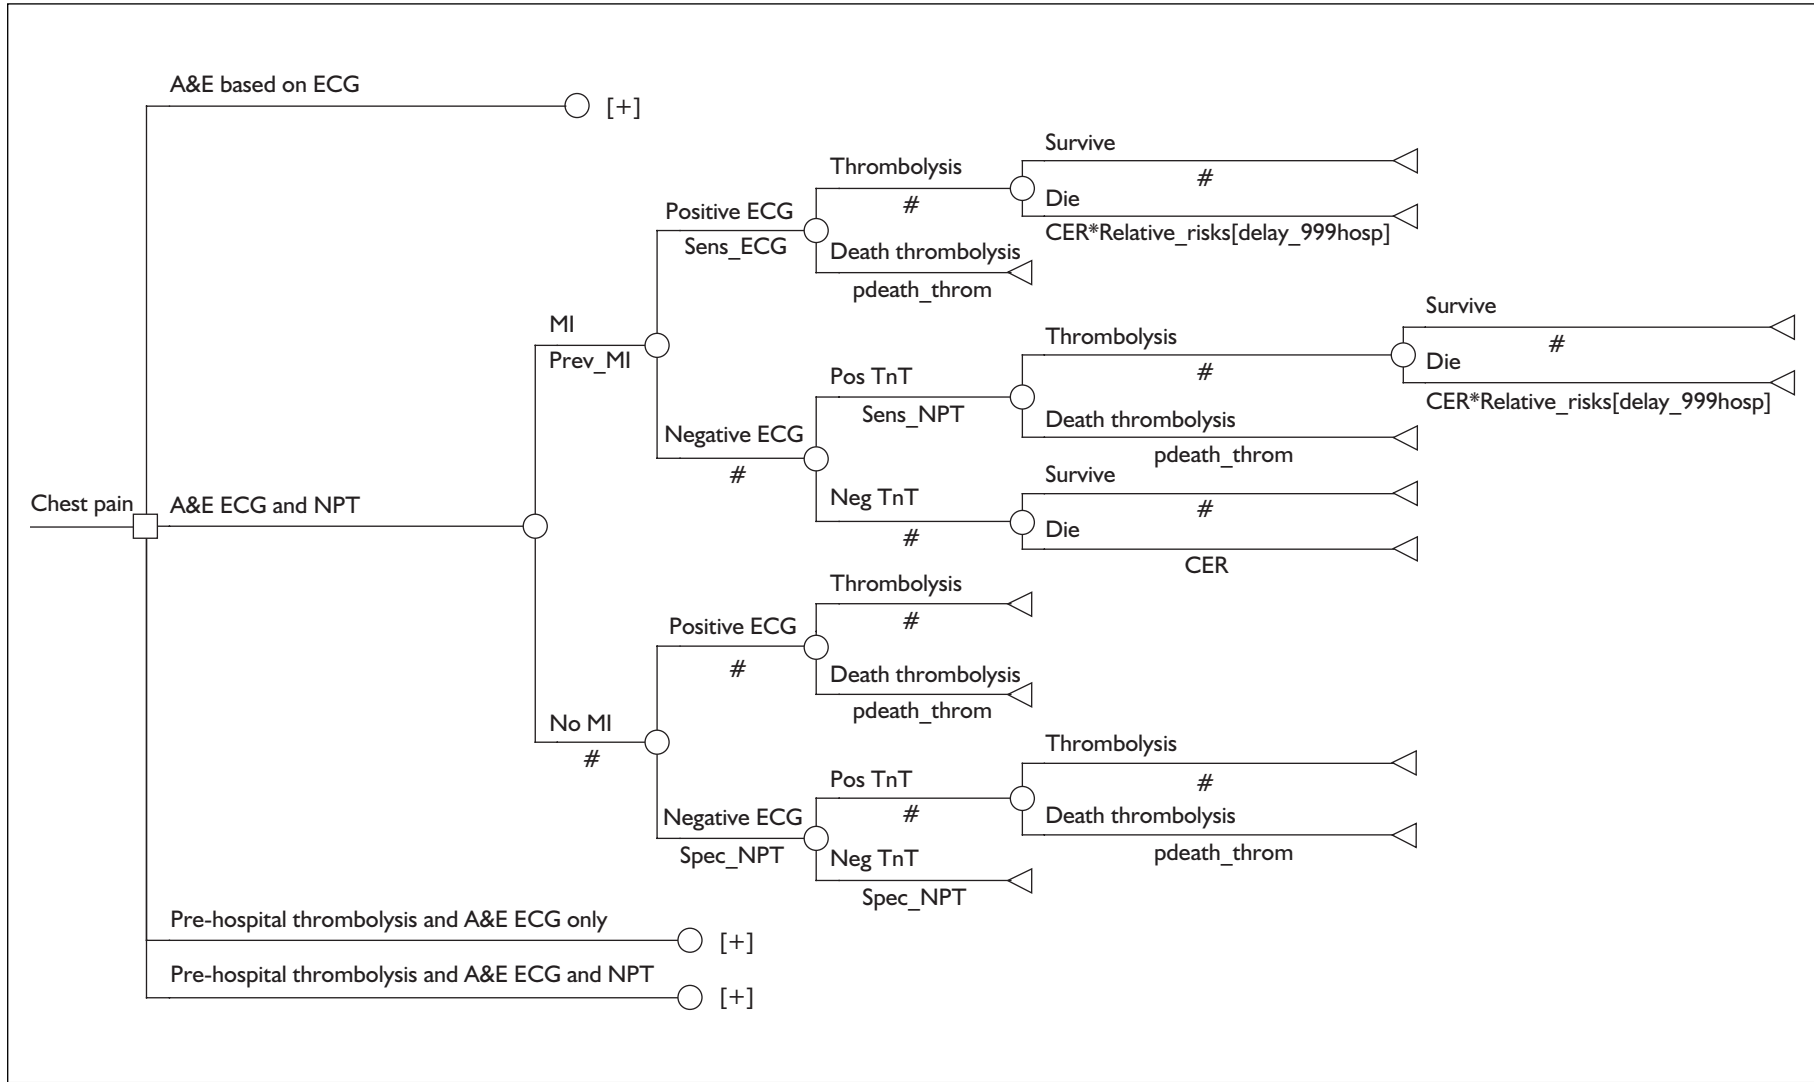 A&E based on ECG
[+]
Survive
#
Thrombolysis
#
Die
CER*Relative_risks[delay_999hosp]
Positive ECG
Sens_ECG
Death thrombolysis
pdeath_throm
MI
Prev_MI
Survive
#
Thrombolysis
#
Die
CER*Relative_risks[delay_999hosp]
Pos TnT
Sens_NPT
Death thrombolysis
pdeath_throm
Negative ECG
#
Survive
#
Neg TnT
#
Die
CER
Chest pain
A&E ECG and NPT
Thrombolysis
#
Positive ECG
#
Death thrombolysis
pdeath_throm
No MI
#
Thrombolysis
#
Pos TnT
#
Death thrombolysis
pdeath_throm
Negative ECG
Spec_NPT
Neg TnT
Spec_NPT
Pre-hospital thrombolysis and A&E ECG only
[+]
Pre-hospital thrombolysis and A&E ECG and NPT
[+]